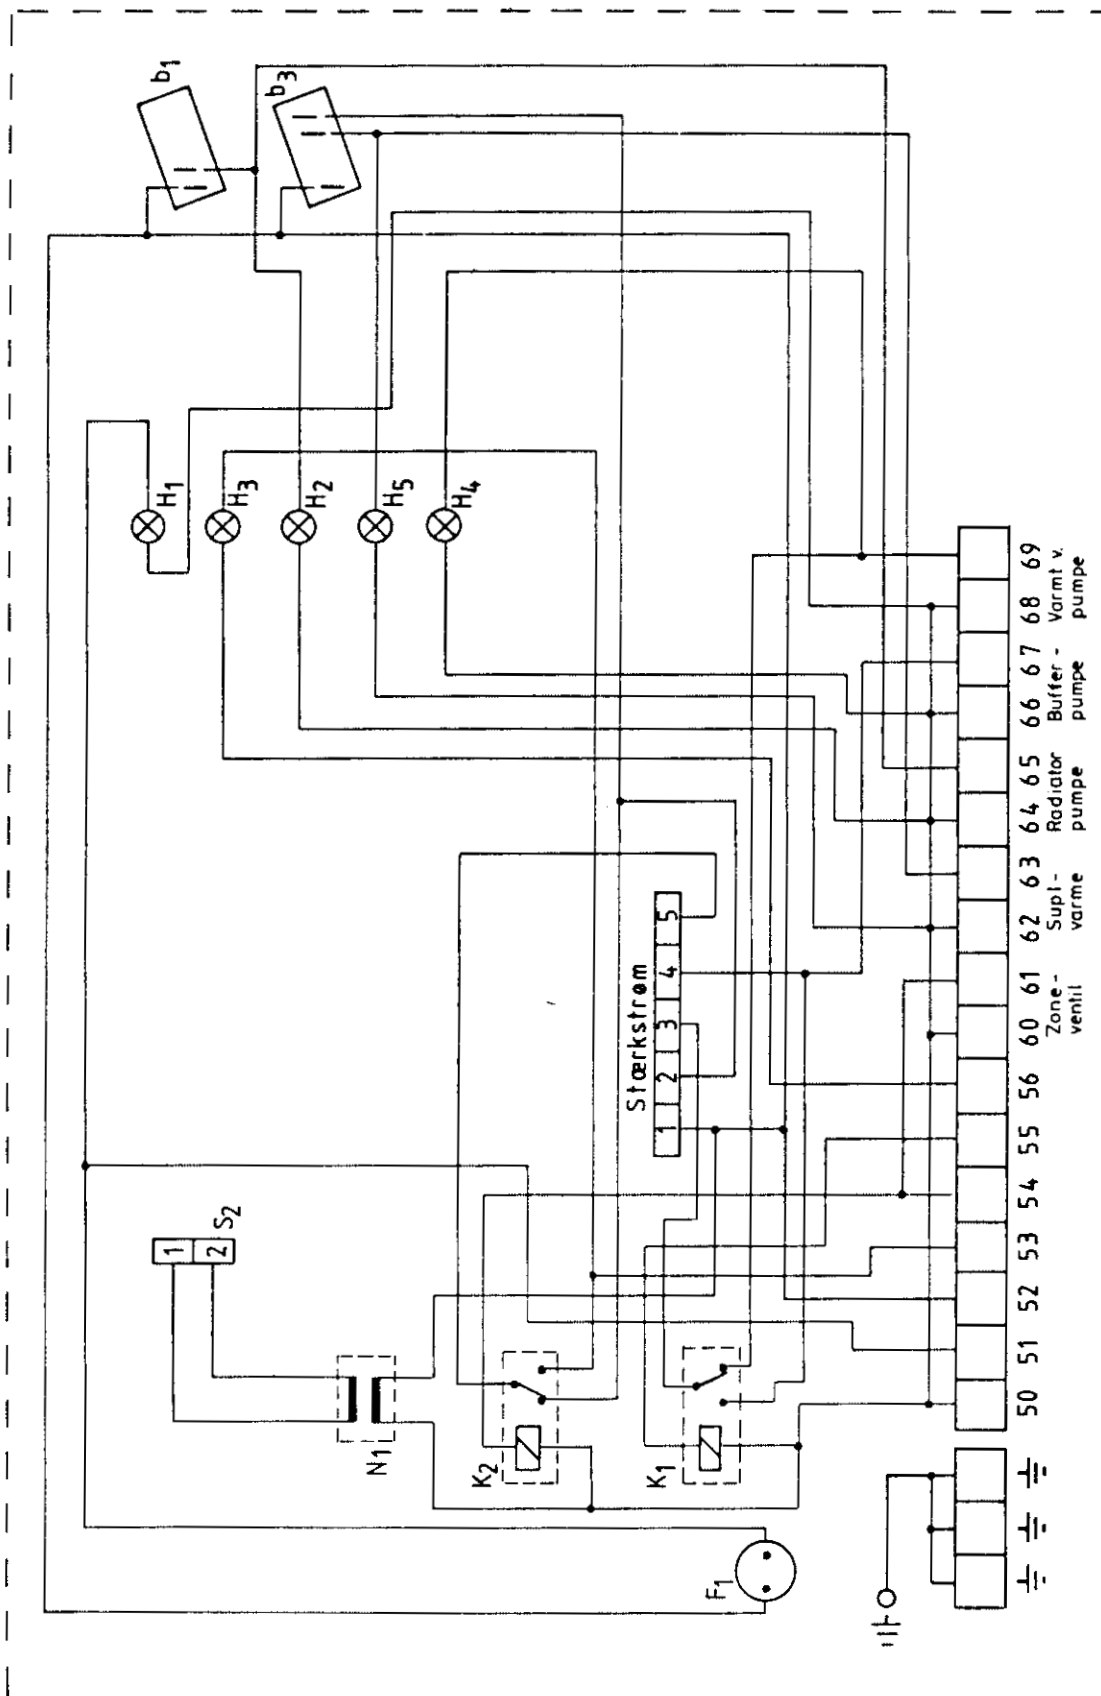 b1
b3
H1
H3
H2
H5
H4
S2
1
2
N1
K2
K1
F1
Stærkstrøm
1 2 3 4 5
50 51 52 53 54 55 56 60 61 62 63 64 65 66 67 68 69
Zone-
ventil
Supl-
varme
Radiator
pumpe
Buffer-
pumpe
Varmt v.
pumpe